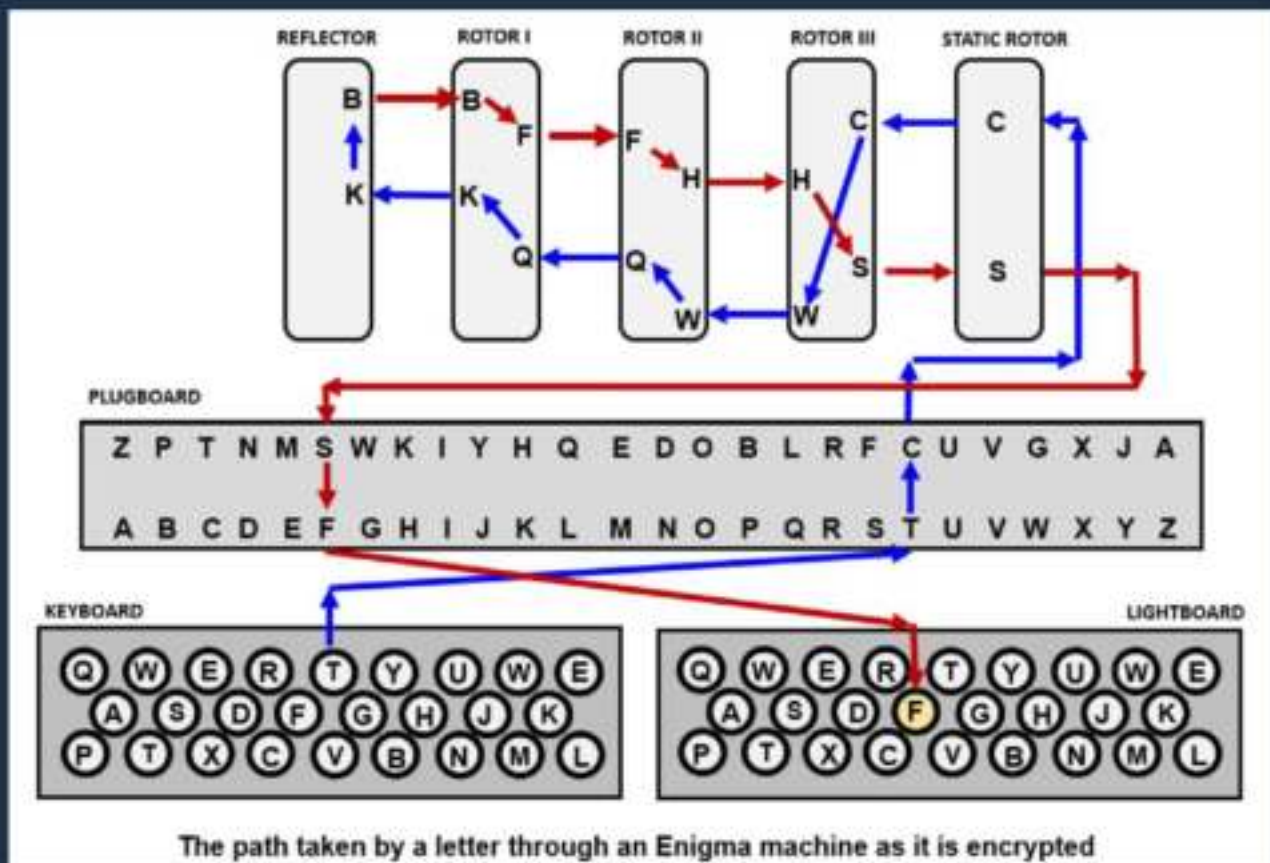 REFLECTOR ROTOR I ROTOR II ROTOR III STATIC ROTOR
B B C C
F F
H H
K K
Q Q S S
W W
PLUGBOARD
Z P T N M S W K I Y H Q E D O B L R F C U V G X J A
A B C D E F G H I J K L M N O P Q R S T U V W X Y Z
KEYBOARD LIGHTBOARD
Q W E R T Y U W E Q W E R T Y U W E
A S D F G H J K A S D F G H J K
P T X C V B N M L P T X C V B N M L
The path taken by a letter through an Enigma machine as it is encrypted